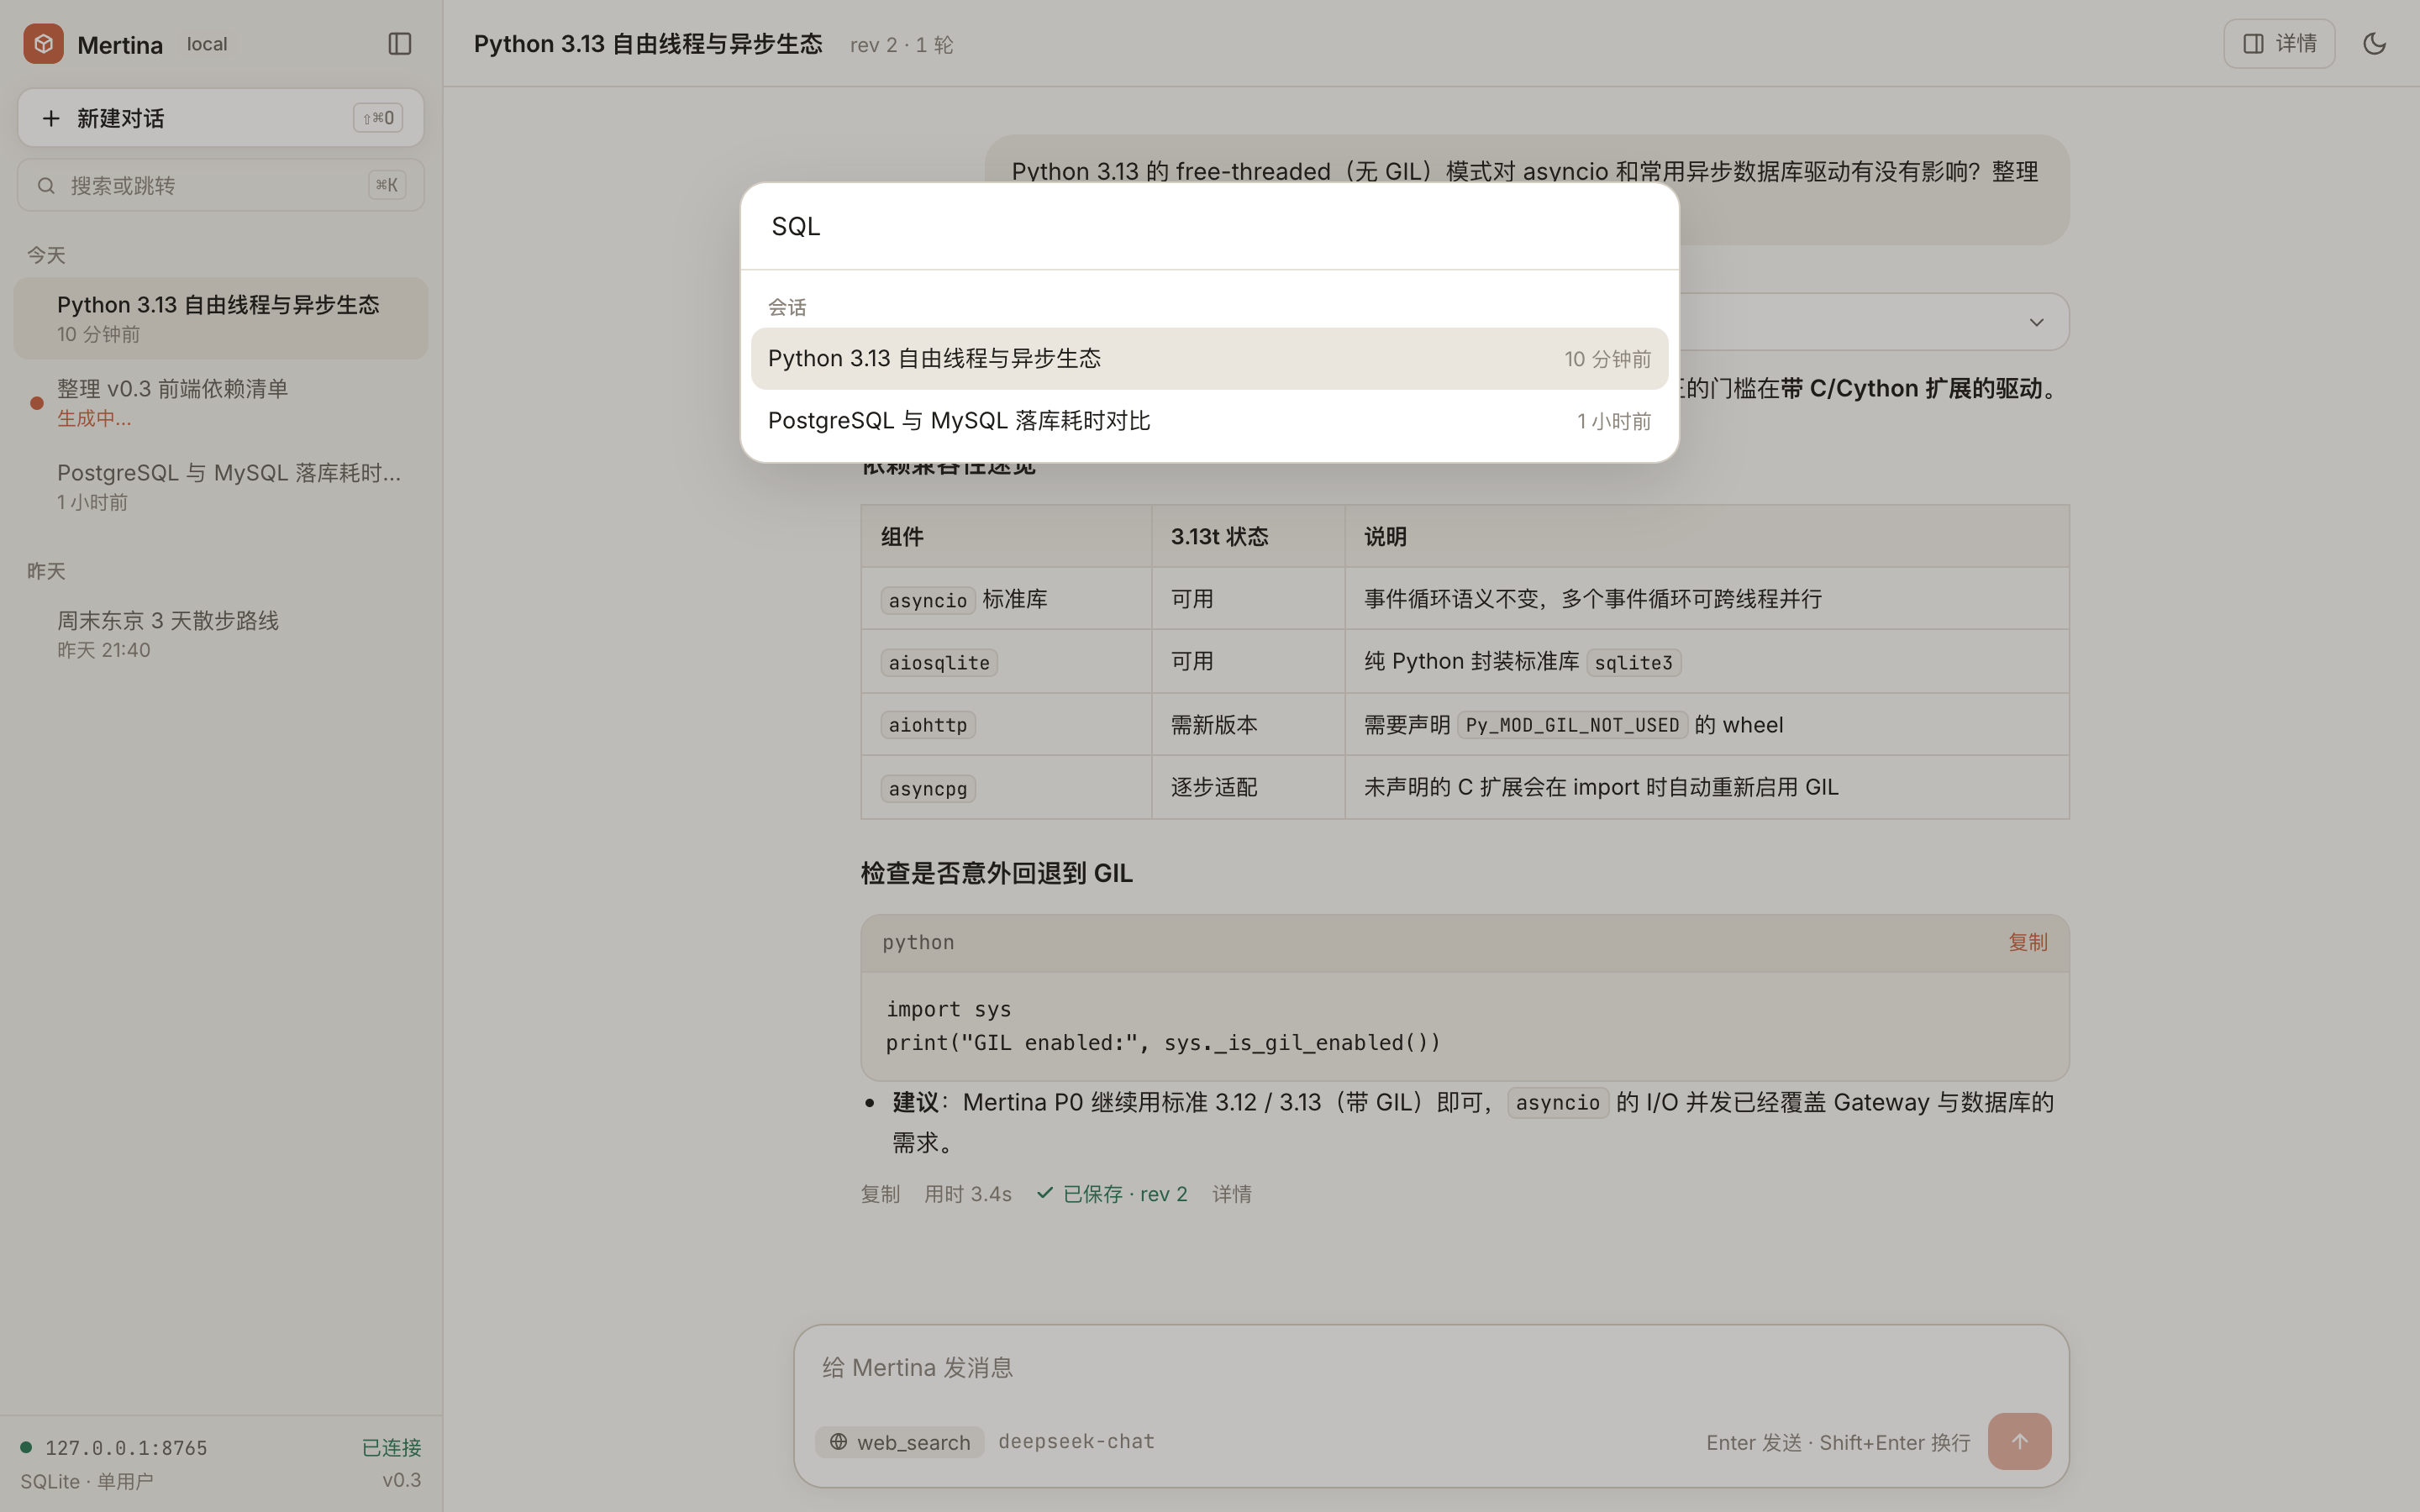 Mertina local
新建对话 ⇧⌘O
搜索或跳转 ⌘K
今天
Python 3.13 自由线程与异步生态
10 分钟前
整理 v0.3 前端依赖清单
生成中…
PostgreSQL 与 MySQL 落库耗时…
1 小时前
昨天
周末东京 3 天散步路线
昨天 21:40
127.0.0.1:8765 已连接
SQLite · 单用户 v0.3
Python 3.13 自由线程与异步生态 rev 2 · 1 轮
详情
Python 3.13 的 free-threaded（无 GIL）模式对 asyncio 和常用异步数据库驱动有没有影响？整理
SQL
会话
Python 3.13 自由线程与异步生态 10 分钟前
PostgreSQL 与 MySQL 落库耗时对比 1 小时前
的门槛在带 C/Cython 扩展的驱动。
依赖兼容性速览
组件 3.13t 状态 说明
asyncio 标准库 可用 事件循环语义不变，多个事件循环可跨线程并行
aiosqlite 可用 纯 Python 封装标准库 sqlite3
aiohttp 需新版本 需要声明 Py_MOD_GIL_NOT_USED 的 wheel
asyncpg 逐步适配 未声明的 C 扩展会在 import 时自动重新启用 GIL
检查是否意外回退到 GIL
python 复制
import sys
print("GIL enabled:", sys._is_gil_enabled())
建议：Mertina P0 继续用标准 3.12 / 3.13（带 GIL）即可，asyncio 的 I/O 并发已经覆盖 Gateway 与数据库的
需求。
复制 用时 3.4s 已保存 · rev 2 详情
给 Mertina 发消息
web_search deepseek-chat Enter 发送 · Shift+Enter 换行